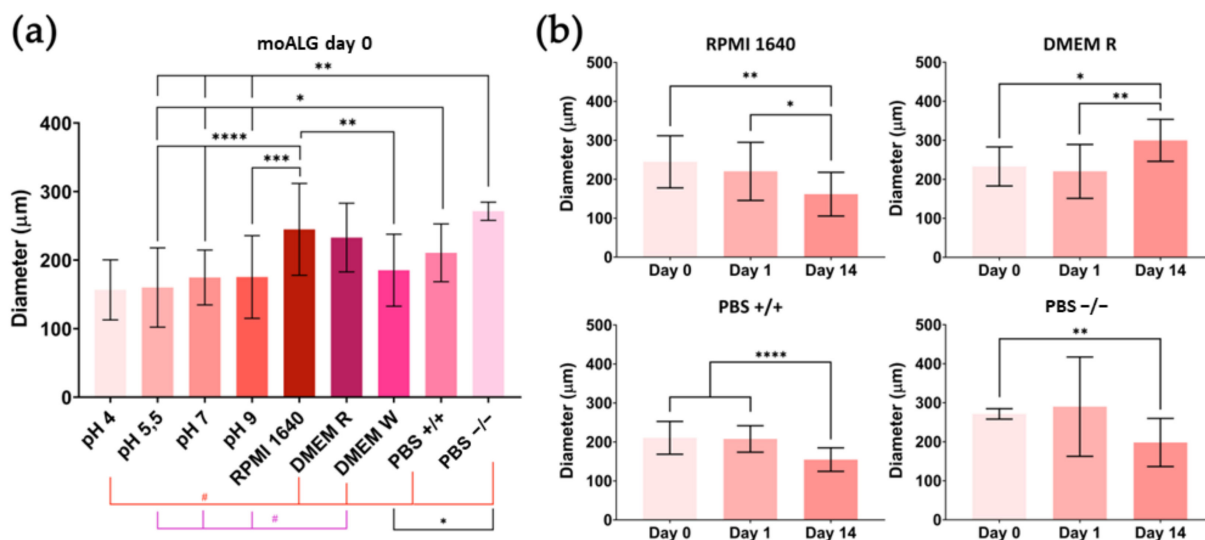 (a)
moALG day 0
**
*
****
**
***
400
300
200
100
0
Diameter (μm)
pH 4
pH 5,5
pH 7
pH 9
RPMI 1640
DMEM R
DMEM W
PBS +/+
PBS −/−
#
#
*
(b)
RPMI 1640
500
400
300
200
100
0
Diameter (μm)
**
*
Day 0 Day 1 Day 14
DMEM R
500
400
300
200
100
0
Diameter (μm)
*
**
Day 0 Day 1 Day 14
PBS +/+
500
400
300
200
100
0
Diameter (μm)
****
Day 0 Day 1 Day 14
PBS −/−
500
400
300
200
100
0
Diameter (μm)
**
Day 0 Day 1 Day 14